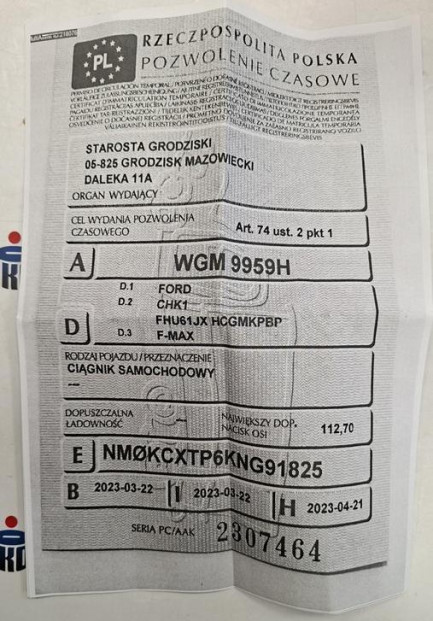 PL
RZECZPOSPOLITA POLSKA
POZWOLENIE CZASOWE
STAROSTA GRODZISKI
05-825 GRODZISK MAZOWIECKI
DALEKA 11A
ORGAN WYDAJĄCY
CEL WYDANIA POZWOLENJA
CZASOWEGO Art. 74 ust. 2 pkt 1
A WGM 9959H
D.1 FORD
D.2 CHK1
FHU61JX HCGMKPBP
D D.3 F-MAX
RODZAJ POJAZDU / PRZEZNACZENIE
CIĄGNIK SAMOCHODOWY
---
DOPUSZCZALNA
ŁADOWNOŚĆ --- NAJWIĘKSZY DOP.
NACISK OSI 112,70
E NMØKCXTP6KNG91825
B 2023-03-22 I 2023-03-22 H 2023-04-21
SERIA PC/AAK 2307464